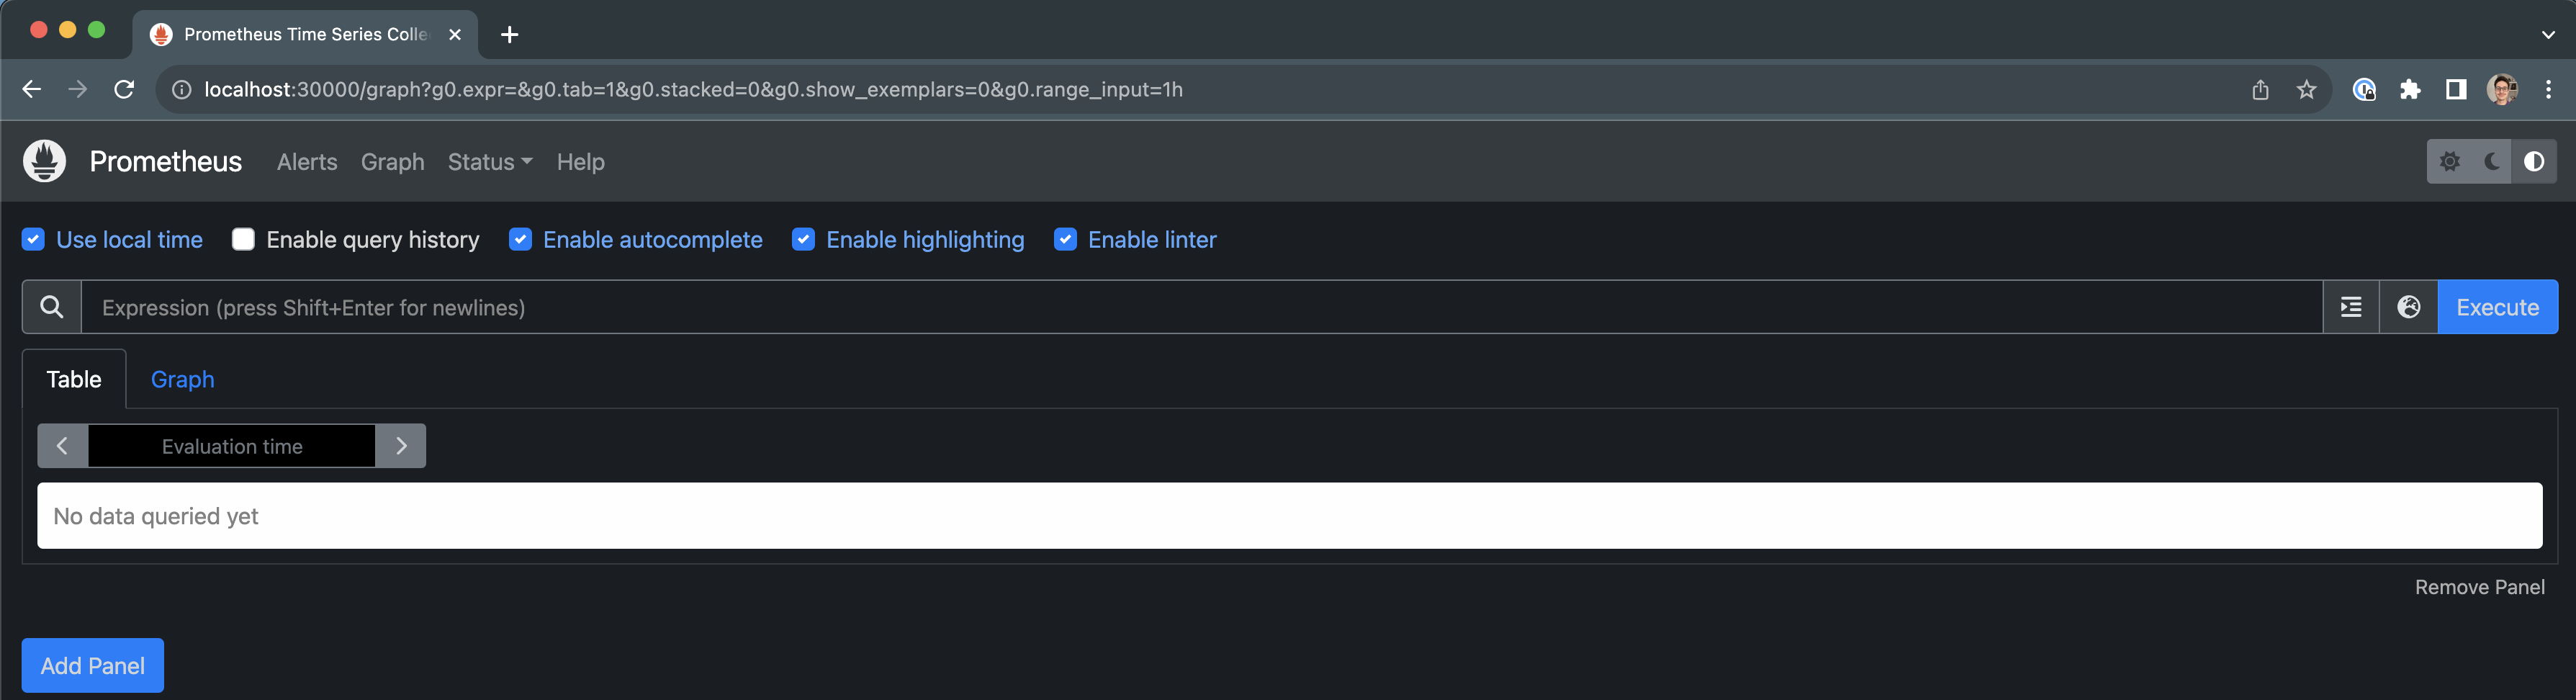 Prometheus Time Series Colle
localhost:30000/graph?g0.expr=&g0.tab=1&g0.stacked=0&g0.show_exemplars=0&g0.range_input=1h
Prometheus Alerts Graph Status Help
Use local time Enable query history Enable autocomplete Enable highlighting Enable linter
Expression (press Shift+Enter for newlines) Execute
Table Graph
Evaluation time
No data queried yet
Remove Panel
Add Panel